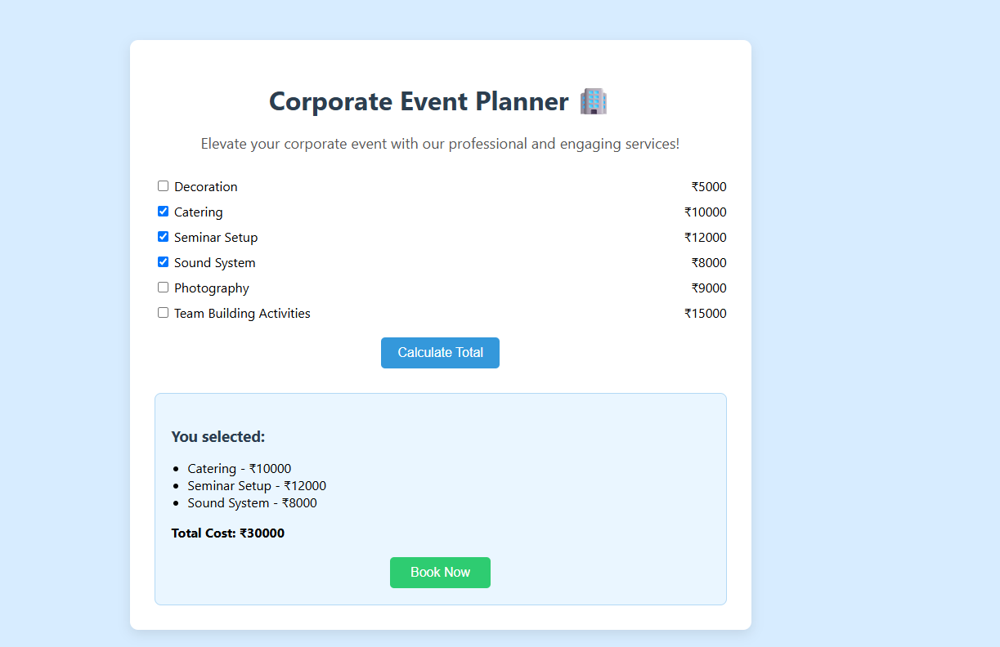 Corporate Event Planner 🏢
Elevate your corporate event with our professional and engaging services!
Decoration ₹5000
Catering ₹10000
Seminar Setup ₹12000
Sound System ₹8000
Photography ₹9000
Team Building Activities ₹15000
Calculate Total
You selected:
Catering - ₹10000
Seminar Setup - ₹12000
Sound System - ₹8000
Total Cost: ₹30000
Book Now